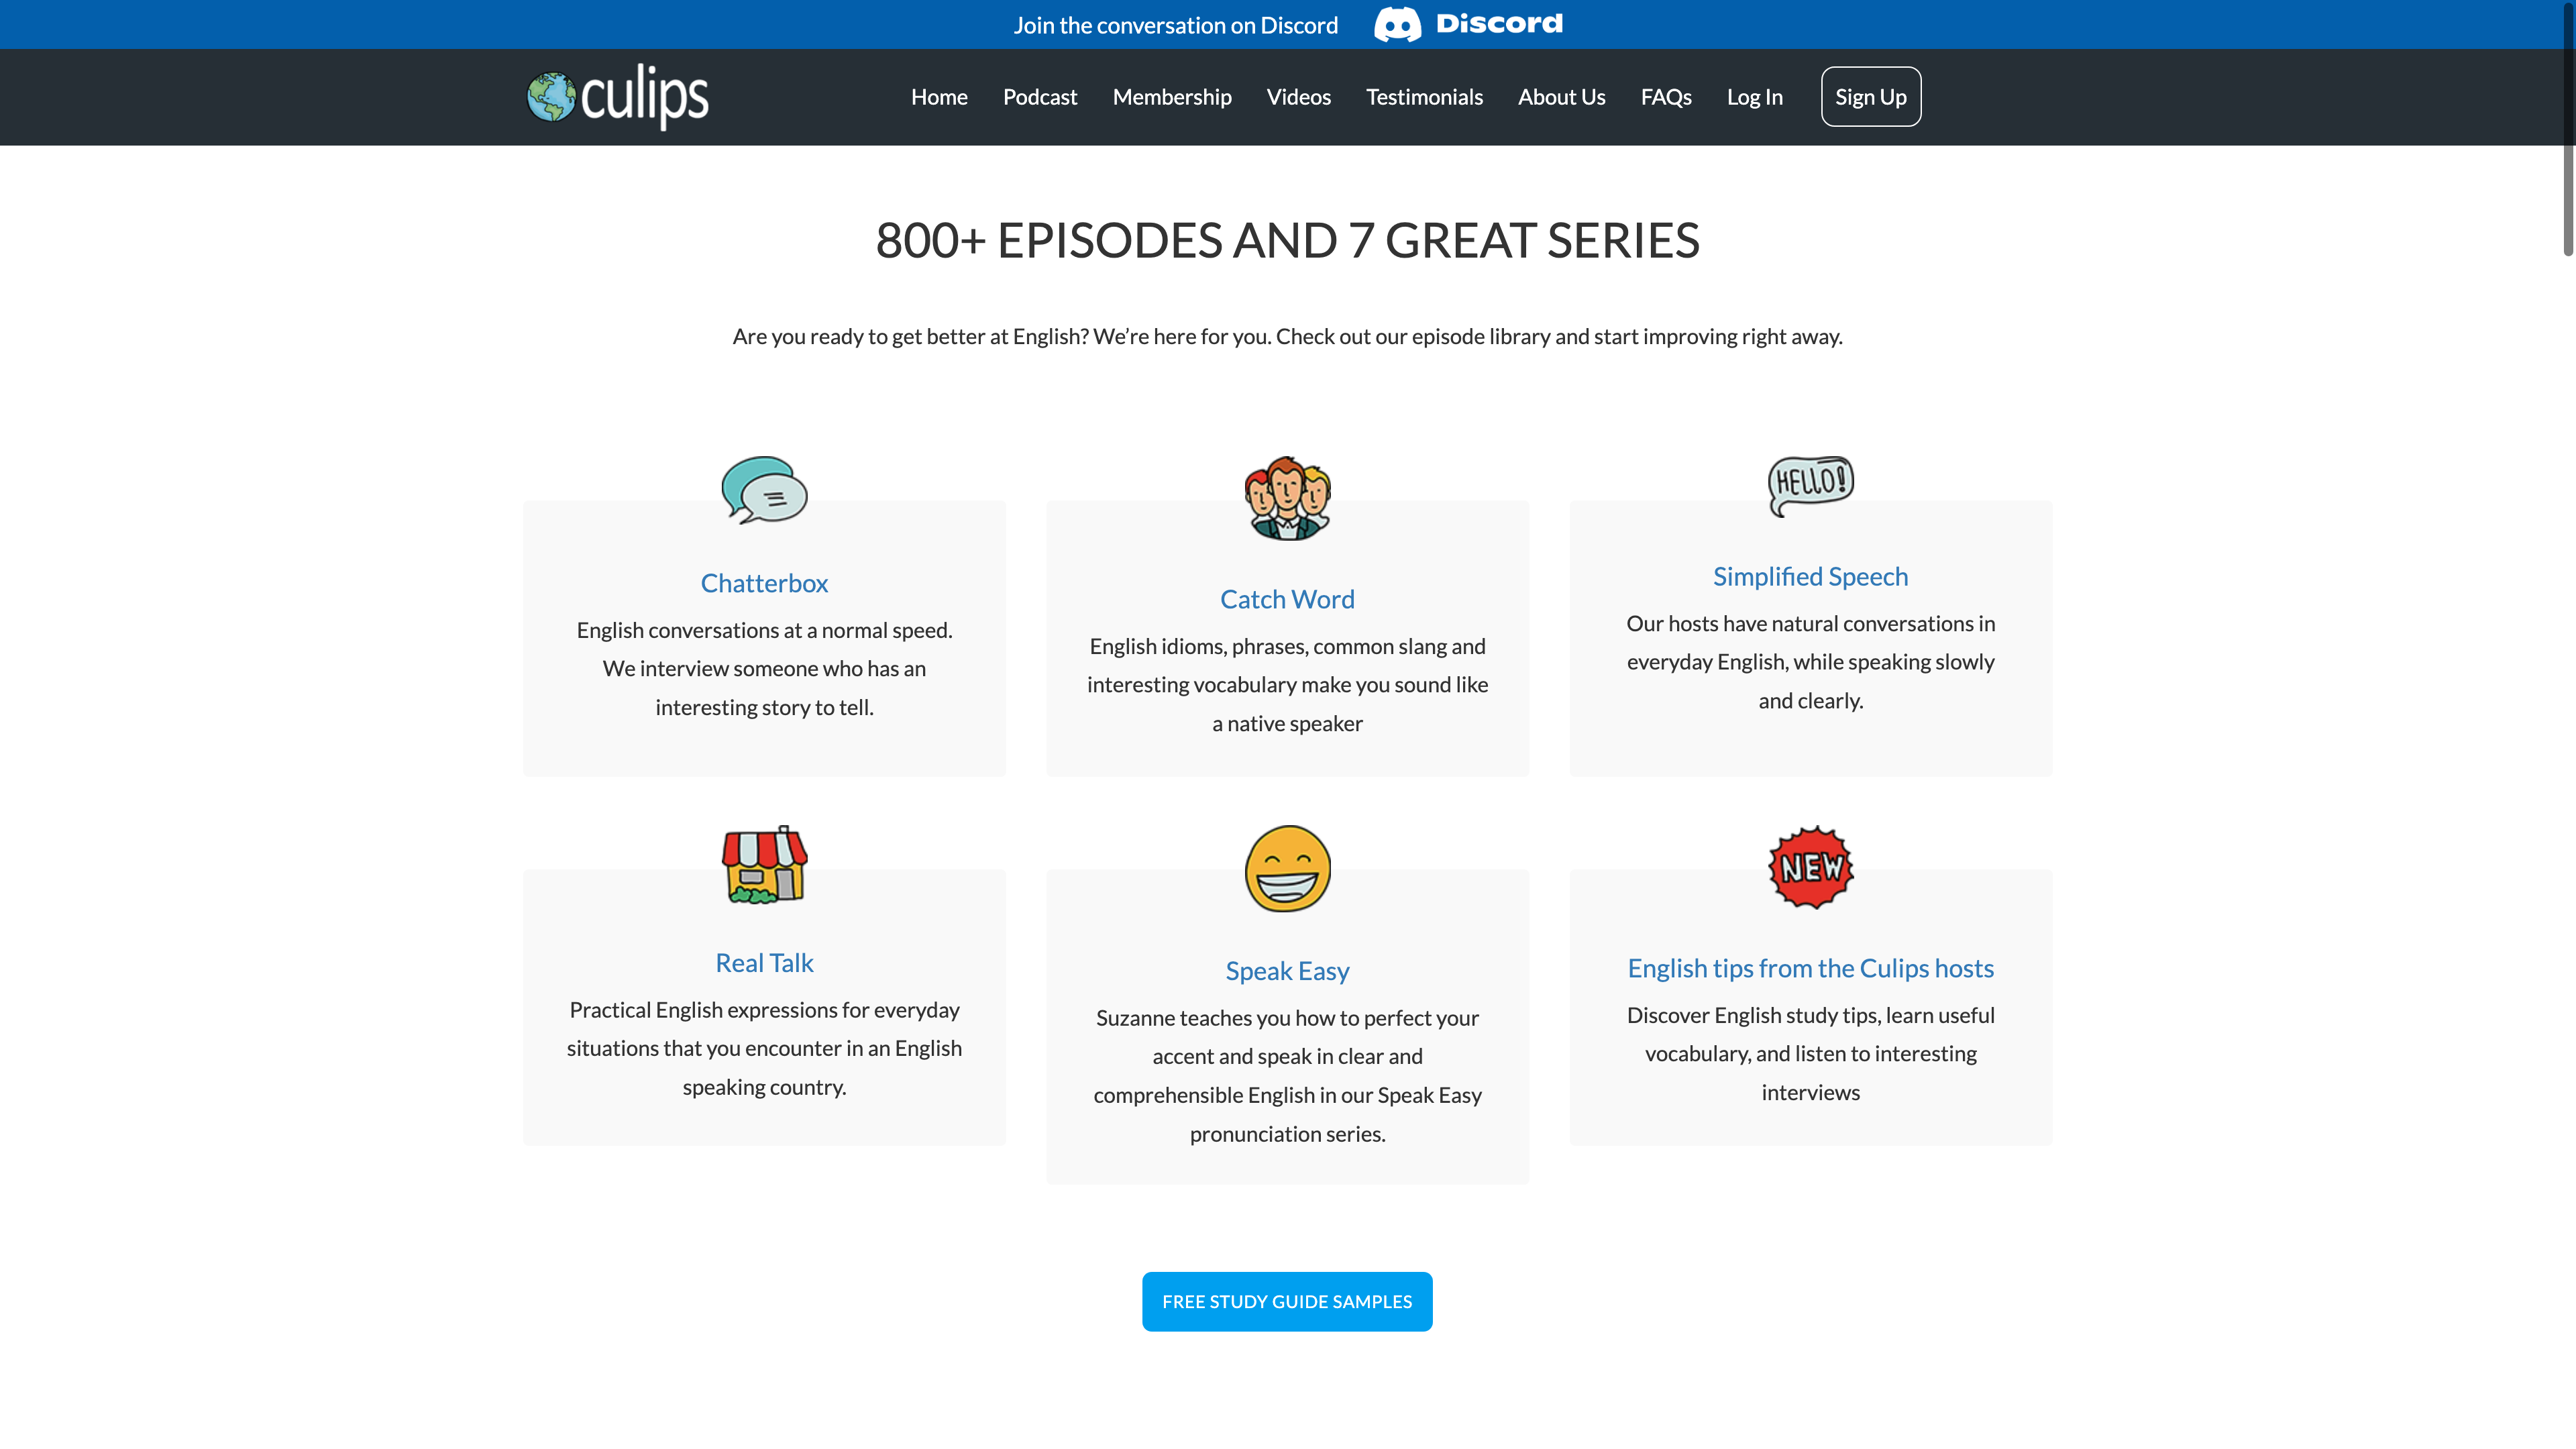 Join the conversation on Discord Discord
culips
Home Podcast Membership Videos Testimonials About Us FAQs Log In Sign Up
800+ EPISODES AND 7 GREAT SERIES
Are you ready to get better at English? We’re here for you. Check out our episode library and start improving right away.
Chatterbox
English conversations at a normal speed.
We interview someone who has an
interesting story to tell.
Catch Word
English idioms, phrases, common slang and
interesting vocabulary make you sound like
a native speaker
HELLO!
Simplified Speech
Our hosts have natural conversations in
everyday English, while speaking slowly
and clearly.
Real Talk
Practical English expressions for everyday
situations that you encounter in an English
speaking country.
Speak Easy
Suzanne teaches you how to perfect your
accent and speak in clear and
comprehensible English in our Speak Easy
pronunciation series.
NEW
English tips from the Culips hosts
Discover English study tips, learn useful
vocabulary, and listen to interesting
interviews
FREE STUDY GUIDE SAMPLES